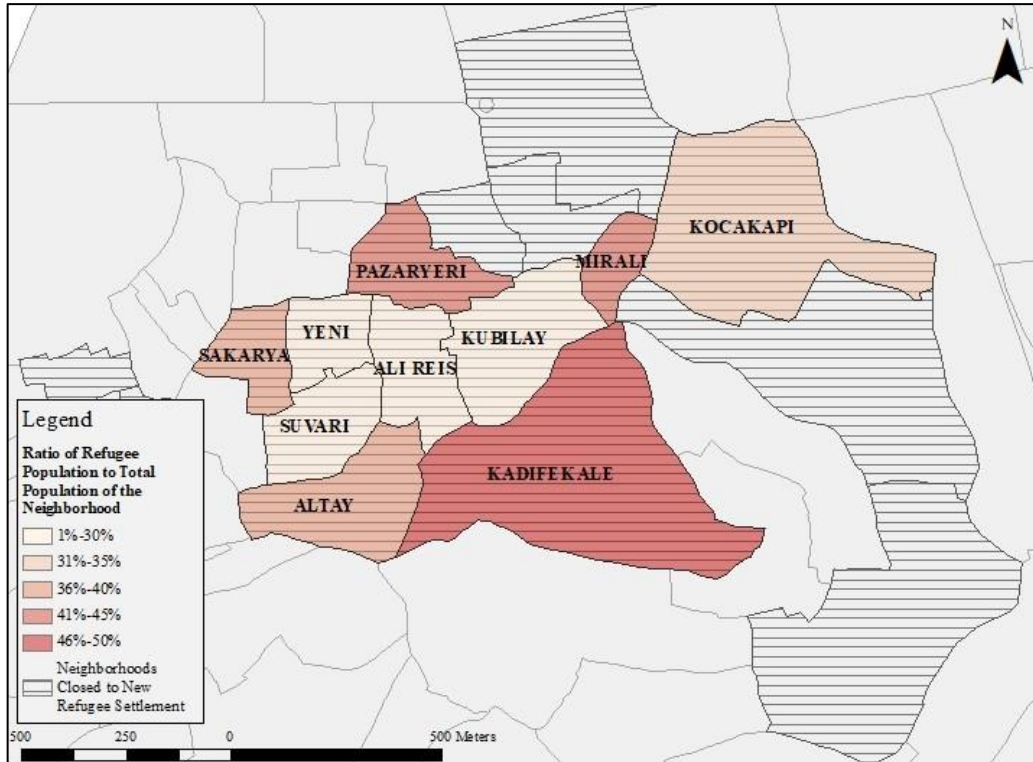 N
KOCAKAPI
MIRALI
PAZARYERI
YENI
KUBILAY
SAKARYA
ALI REIS
SUVARI
KADIFEKALE
ALTAY
Legend
Ratio of Refugee
Population to Total
Population of the
Neighborhood
1%-30%
31%-35%
36%-40%
41%-45%
46%-50%
Neighborhoods
Closed to New
Refugee Settlement
500 250 0 500 Meters